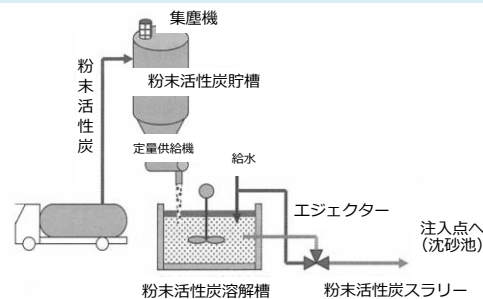 集塵機
粉末活性炭
粉末活性炭貯槽
定量供給機
給水
エジェクター
注入点へ
（沈砂池）
粉末活性炭溶解槽
粉末活性炭スラリー